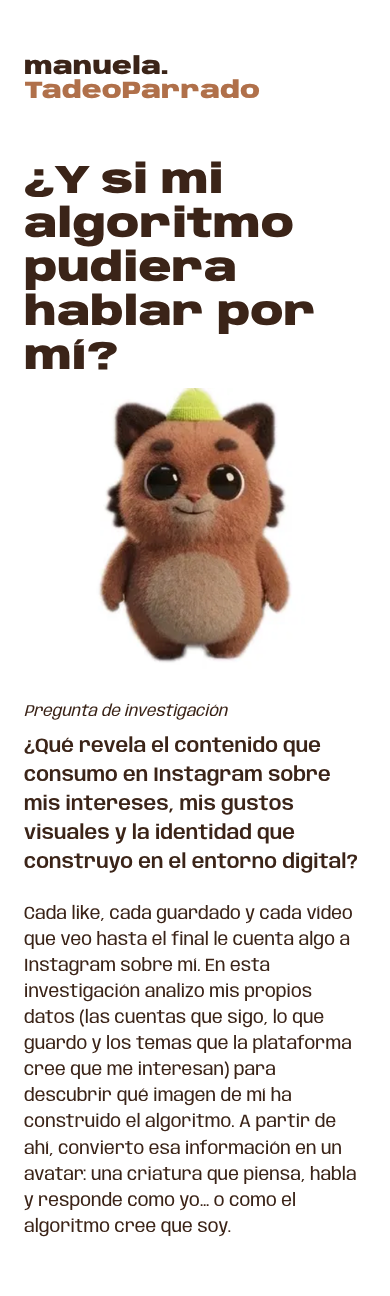 manuela.
TadeoParrado
¿Y si mi
algoritmo
pudiera
hablar por
mí?
Pregunta de investigación
¿Qué revela el contenido que
consumo en Instagram sobre
mis intereses, mis gustos
visuales y la identidad que
construyo en el entorno digital?
Cada like, cada guardado y cada vídeo
que veo hasta el final le cuenta algo a
Instagram sobre mí. En esta
investigación analizo mis propios
datos (las cuentas que sigo, lo que
guardo y los temas que la plataforma
cree que me interesan) para
descubrir qué imagen de mí ha
construido el algoritmo. A partir de
ahí, convierto esa información en un
avatar: una criatura que piensa, habla
y responde como yo... o como el
algoritmo cree que soy.